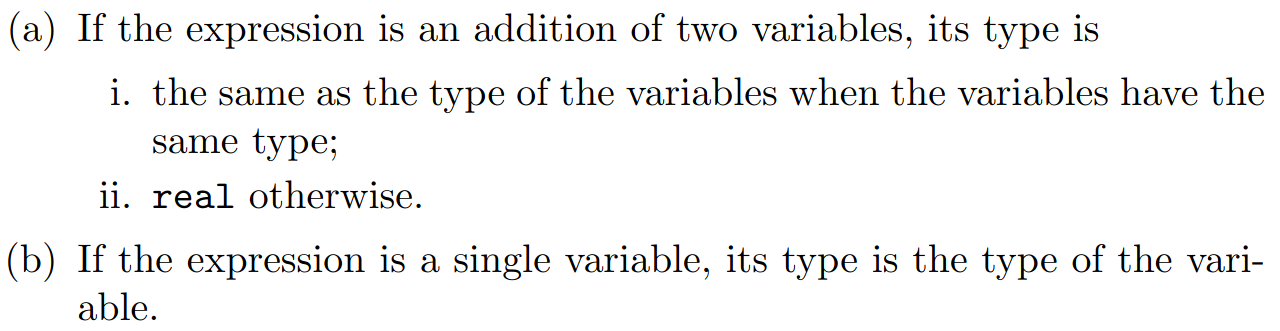 (a) If the expression is an addition of two variables, its type is
i. the same as the type of the variables when the variables have the
same type;
ii. real otherwise.
(b) If the expression is a single variable, its type is the type of the vari-
able.